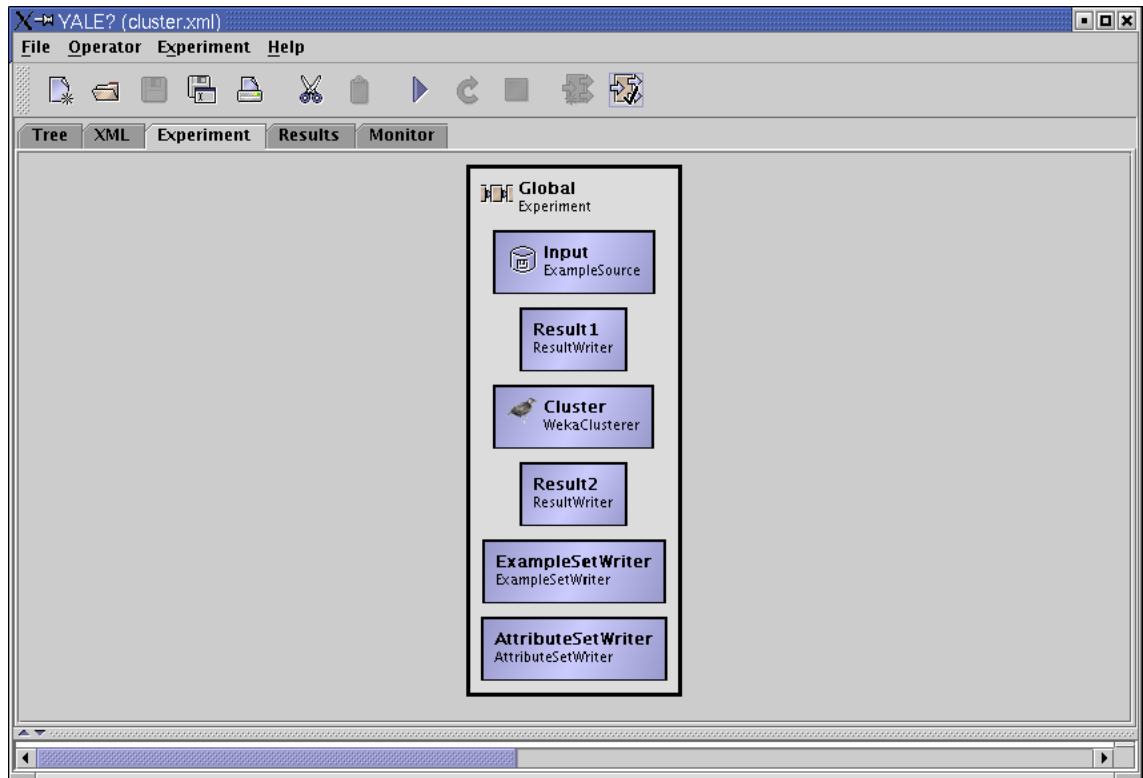 YALE? (cluster.xml)
File Operator Experiment Help
Tree XML Experiment Results Monitor
Global
Experiment
Input
ExampleSource
Result1
ResultWriter
Cluster
WekaClusterer
Result2
ResultWriter
ExampleSetWriter
ExampleSetWriter
AttributeSetWriter
AttributeSetWriter